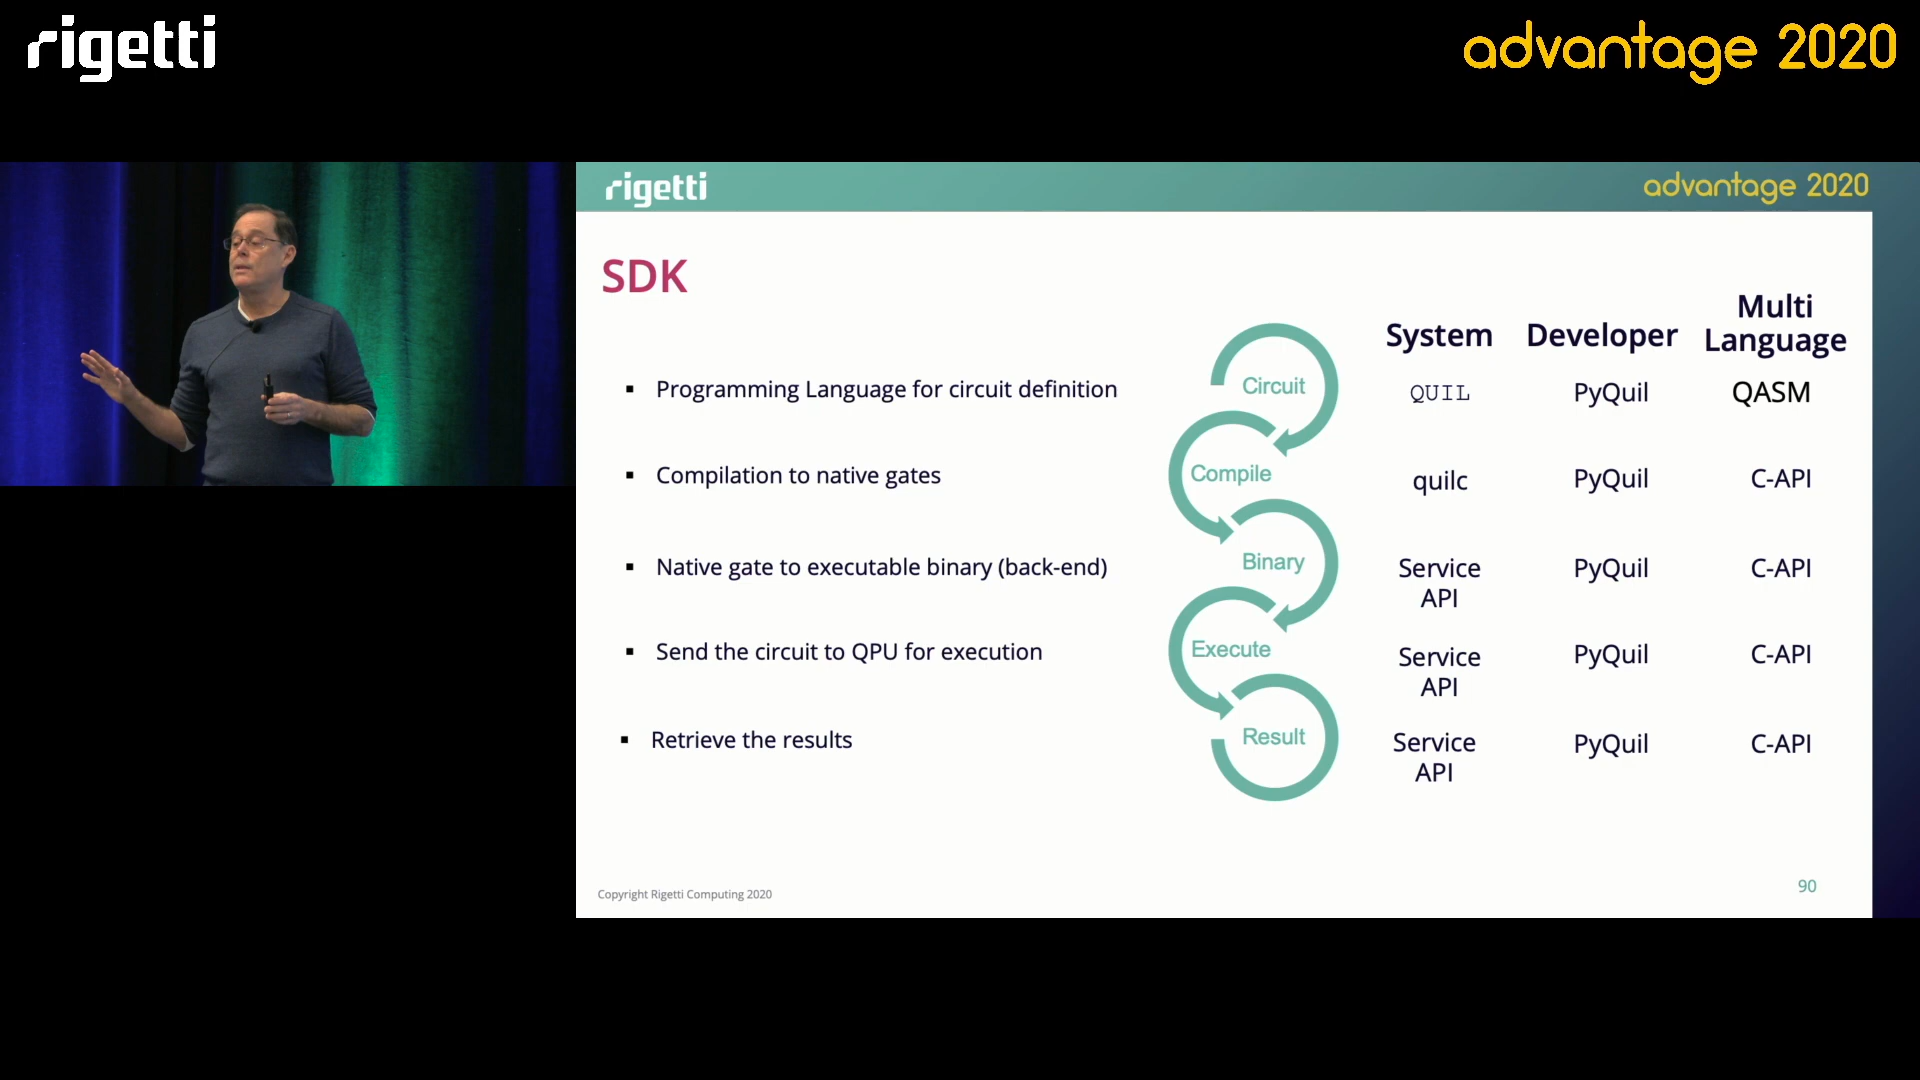 rigetti
advantage 2020
rigetti
advantage 2020
SDK
System
Developer
Multi
Language
Programming Language for circuit definition
Circuit
QUIL
PyQuil
QASM
Compilation to native gates
Compile
quilc
PyQuil
C-API
Native gate to executable binary (back-end)
Binary
Service
API
PyQuil
C-API
Send the circuit to QPU for execution
Execute
Service
API
PyQuil
C-API
Retrieve the results
Result
Service
API
PyQuil
C-API
Copyright Rigetti Computing 2020
90